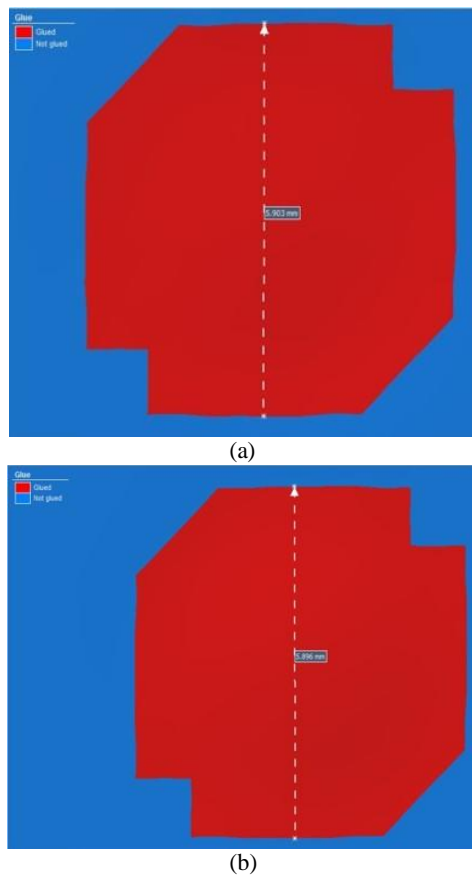 Glue
Glued
Not glued
5.903 mm
(a)
Glue
Glued
Not glued
5.896 mm
(b)